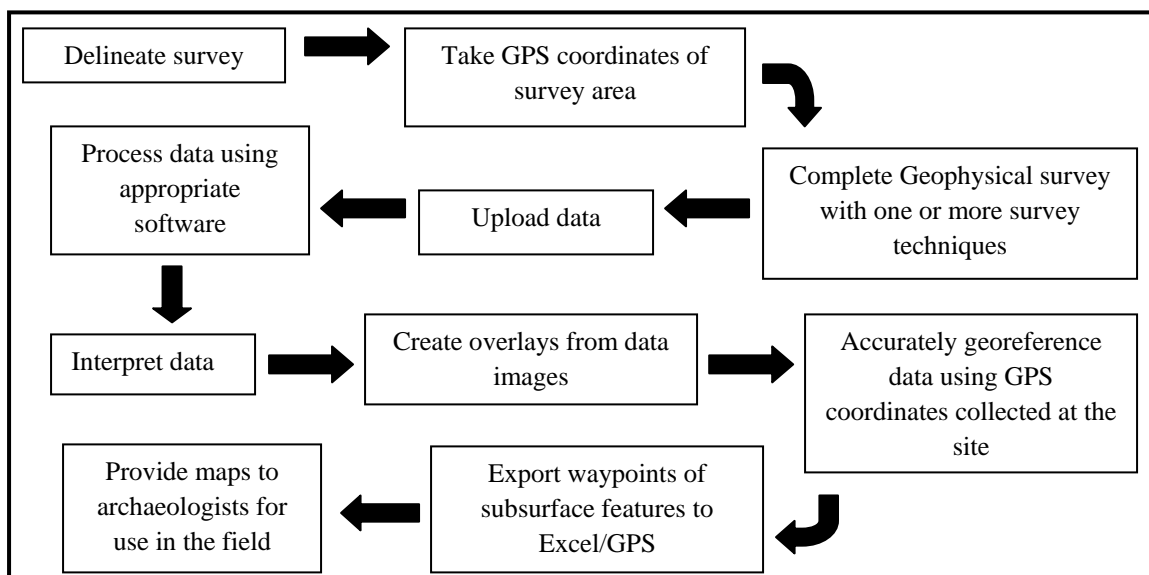 Delineate survey
Take GPS coordinates of
survey area
Complete Geophysical survey
with one or more survey
techniques
Upload data
Process data using
appropriate
software
Interpret data
Create overlays from data
images
Accurately georeference
data using GPS
coordinates collected at the
site
Export waypoints of
subsurface features to
Excel/GPS
Provide maps to
archaeologists for
use in the field